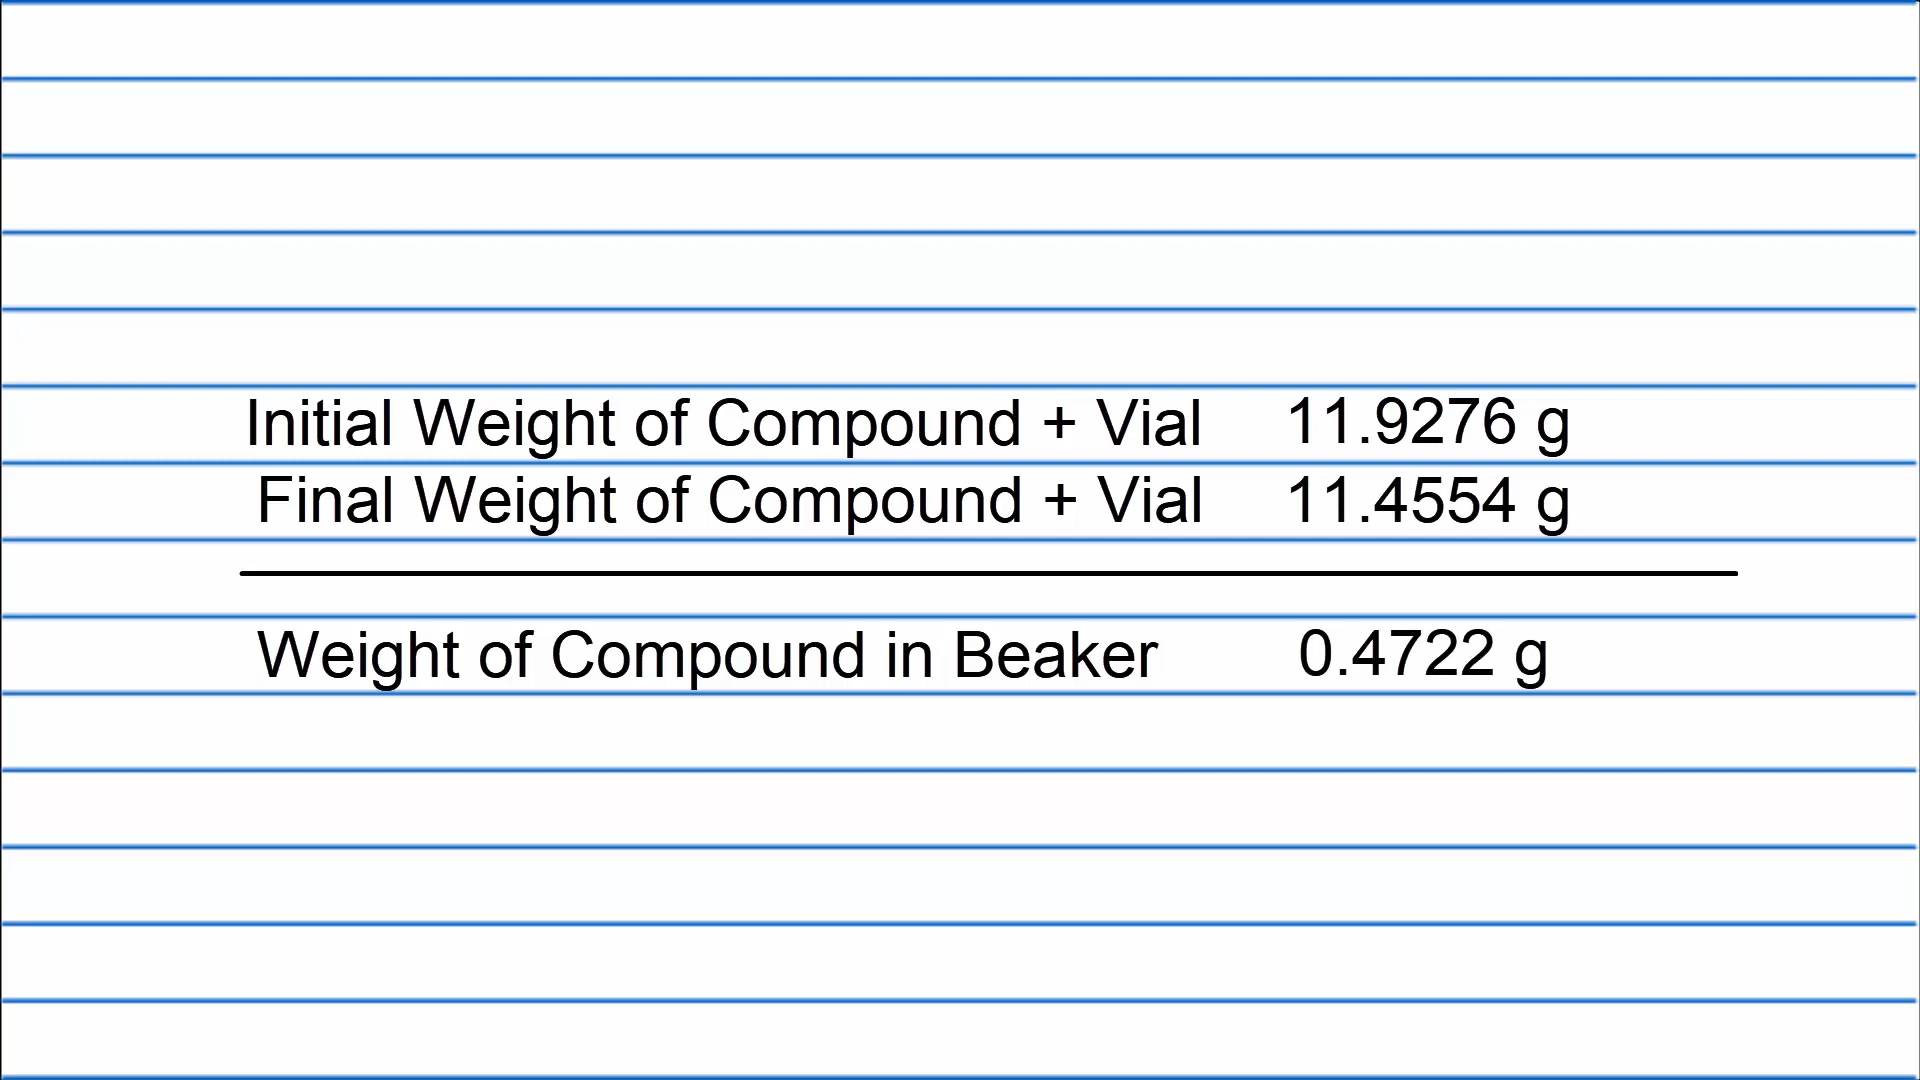 Initial Weight of Compound + Vial 11.9276 g
Final Weight of Compound + Vial 11.4554 g
Weight of Compound in Beaker 0.4722 g